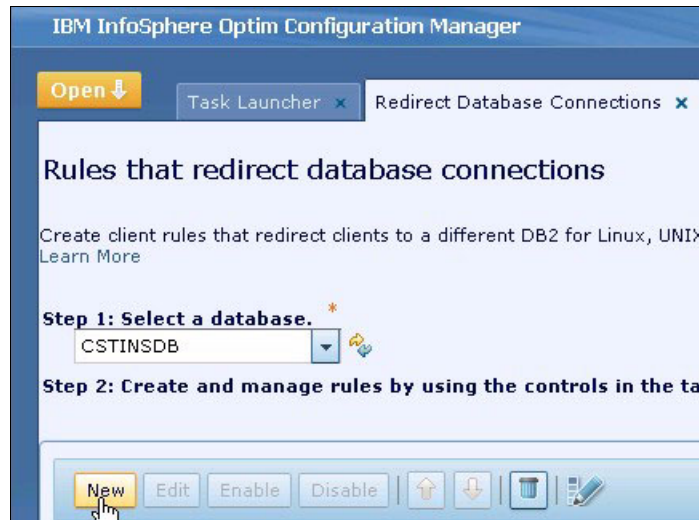 IBM InfoSphere Optim Configuration Manager
Open
Task Launcher x
Redirect Database Connections x
Rules that redirect database connections
Create client rules that redirect clients to a different DB2 for Linux, UNIX
Learn More
Step 1: Select a database. *
CSTINSDB
Step 2: Create and manage rules by using the controls in the ta
New Edit Enable Disable